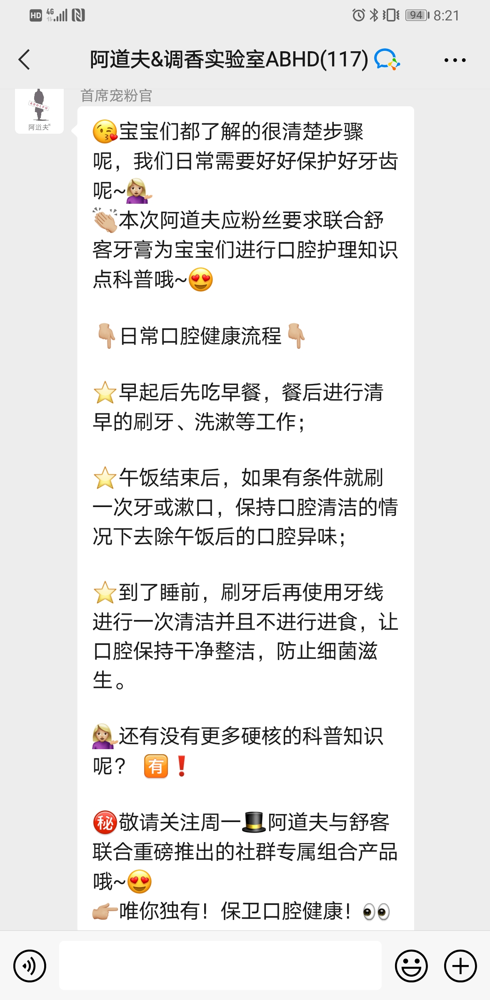 HD 4G 94 8:21
阿道夫&调香实验室ABHD(117)
首席宠粉官
ADOLPH
阿道夫
😘宝宝们都了解的很清楚步骤
呢，我们日常需要好好保护好牙齿
呢~💁🏼‍♀️
👏🏼本次阿道夫应粉丝要求联合舒
客牙膏为宝宝们进行口腔护理知识
点科普哦~😍
👇🏼日常口腔健康流程👇🏼
⭐早起后先吃早餐，餐后进行清
早的刷牙、洗漱等工作；
⭐午饭结束后，如果有条件就刷
一次牙或漱口，保持口腔清洁的情
况下去除午饭后的口腔异味；
⭐到了睡前，刷牙后再使用牙线
进行一次清洁并且不进行进食，让
口腔保持干净整洁，防止细菌滋
生。
💁🏼‍♀️还有没有更多硬核的科普知识
呢？ 🈶❗
㊙敬请关注周一🎩阿道夫与舒客
联合重磅推出的社群专属组合产品
哦~😍
👉🏼唯你独有！保卫口腔健康！👀